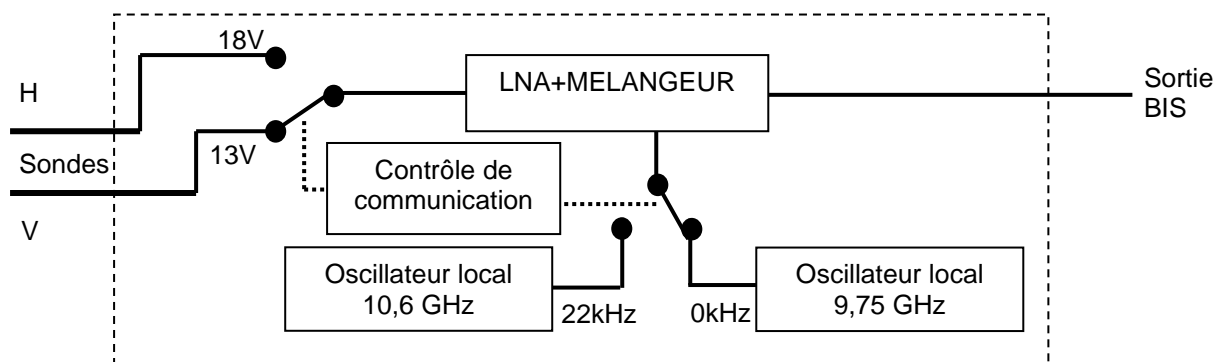 18V
H
LNA+MELANGEUR
Sortie
BIS
Sondes
13V
Contrôle de
communication
V
Oscillateur local
10,6 GHz
22kHz
0kHz
Oscillateur local
9,75 GHz